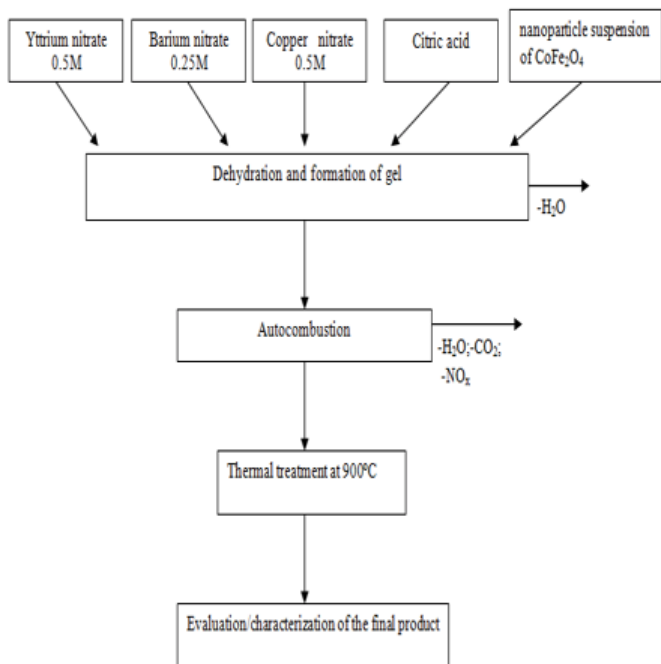 Yttrium nitrate
0.5M
Barium nitrate
0.25M
Copper nitrate
0.5M
Citric acid
nanoparticle suspension
of CoFe₂O₄
Dehydration and formation of gel
-H₂O
Autocombustion
-H₂O;-CO₂;
-NOₓ
Thermal treatment at 900⁰C
Evaluation/characterization of the final product